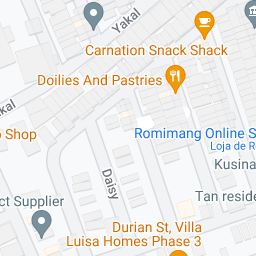 Yakal
Carnation Snack Shack
Doilies And Pastries
Yakal
Shop
Romimang Online S
Loja de R
Kusina
Daisy
Tan reside
ct Supplier
Durian St, Villa
Luisa Homes Phase 3